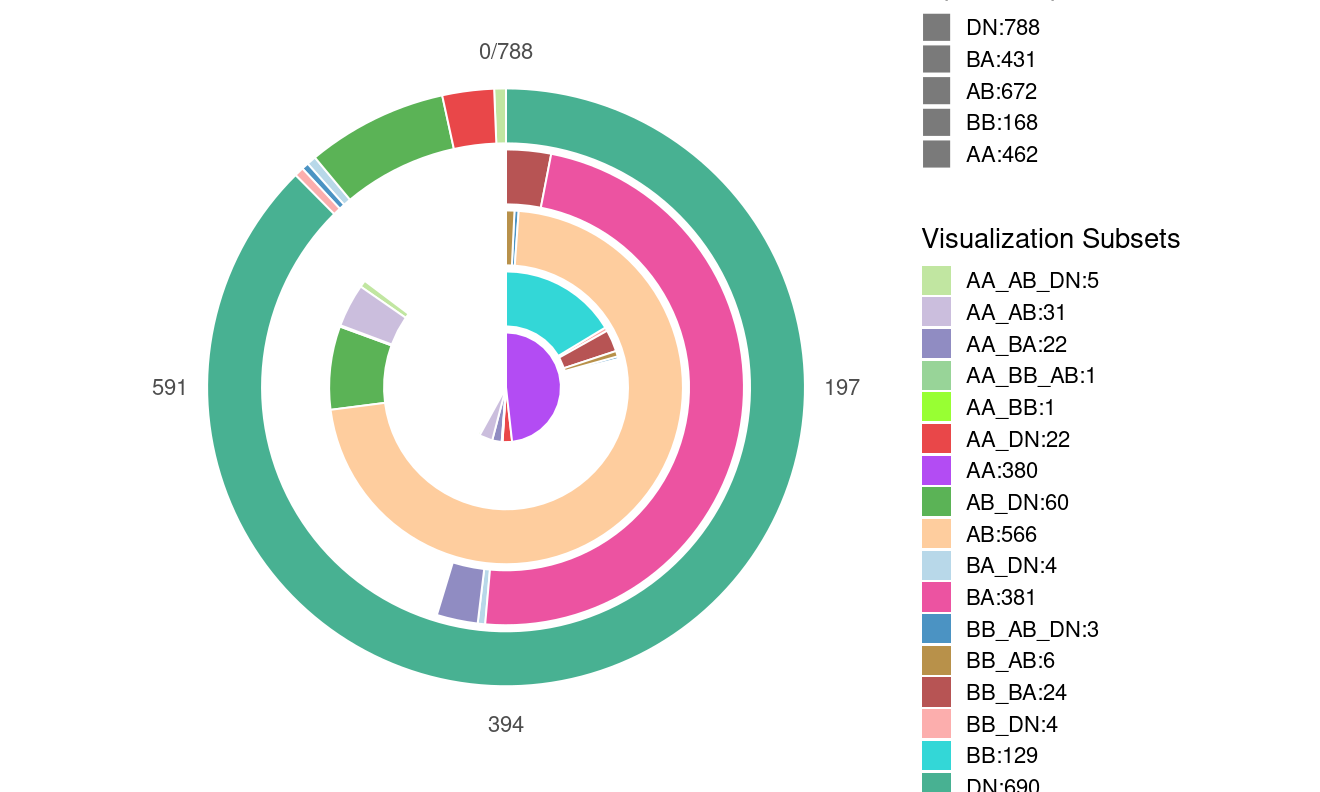 0/788
197
394
591
DN:788
BA:431
AB:672
BB:168
AA:462
Visualization Subsets
AA_AB_DN:5
AA_AB:31
AA_BA:22
AA_BB_AB:1
AA_BB:1
AA_DN:22
AA:380
AB_DN:60
AB:566
BA_DN:4
BA:381
BB_AB_DN:3
BB_AB:6
BB_BA:24
BB_DN:4
BB:129
DN:690